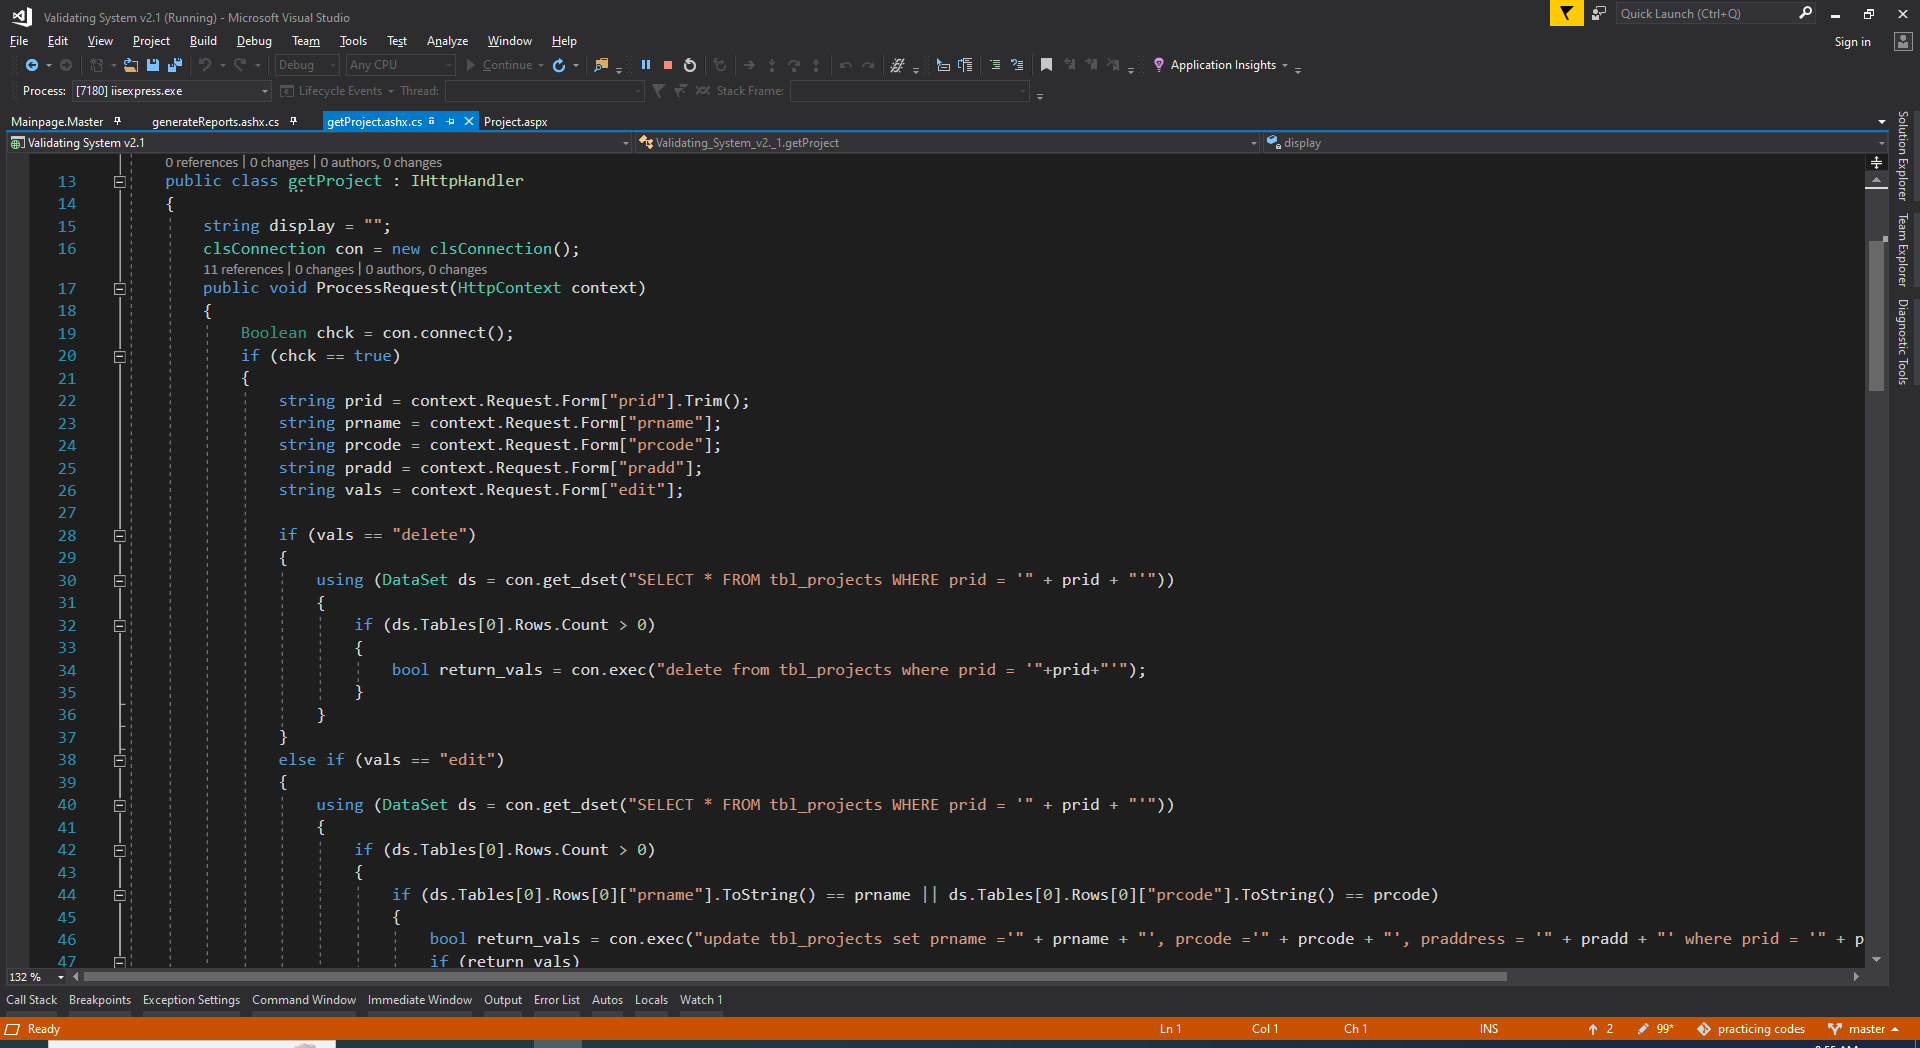 Validating System v2.1 (Running) - Microsoft Visual Studio
Quick Launch (Ctrl+Q)
File Edit View Project Build Debug Team Tools Test Analyze Window Help
Sign in
Debug Any CPU Continue Application Insights
Process: [7180] iisexpress.exe Lifecycle Events Thread: Stack Frame:
Mainpage.Master generateReports.ashx.cs getProject.ashx.cs Project.aspx
Validating System v2.1 Validating_System_v2._1.getProject display
0 references | 0 changes | 0 authors, 0 changes
13 public class getProject : IHttpHandler
14 {
15 string display = "";
16 clsConnection con = new clsConnection();
11 references | 0 changes | 0 authors, 0 changes
17 public void ProcessRequest(HttpContext context)
18 {
19 Boolean chck = con.connect();
20 if (chck == true)
21 {
22 string prid = context.Request.Form["prid"].Trim();
23 string prname = context.Request.Form["prname"];
24 string prcode = context.Request.Form["prcode"];
25 string pradd = context.Request.Form["pradd"];
26 string vals = context.Request.Form["edit"];
27
28 if (vals == "delete")
29 {
30 using (DataSet ds = con.get_dset("SELECT * FROM tbl_projects WHERE prid = '" + prid + "'"))
31 {
32 if (ds.Tables[0].Rows.Count > 0)
33 {
34 bool return_vals = con.exec("delete from tbl_projects where prid = '"+prid+"'");
35 }
36 }
37 }
38 else if (vals == "edit")
39 {
40 using (DataSet ds = con.get_dset("SELECT * FROM tbl_projects WHERE prid = '" + prid + "'"))
41 {
42 if (ds.Tables[0].Rows.Count > 0)
43 {
44 if (ds.Tables[0].Rows[0]["prname"].ToString() == prname || ds.Tables[0].Rows[0]["prcode"].ToString() == prcode)
45 {
46 bool return_vals = con.exec("update tbl_projects set prname ='" + prname + "', prcode ='" + prcode + "', praddress = '" + pradd + "' where prid = '" + p
47 if (return_vals)
Solution Explorer
Team Explorer
Diagnostic Tools
132 %
Call Stack Breakpoints Exception Settings Command Window Immediate Window Output Error List Autos Locals Watch 1
Ready Ln 1 Col 1 Ch 1 INS 2 99* practicing codes master